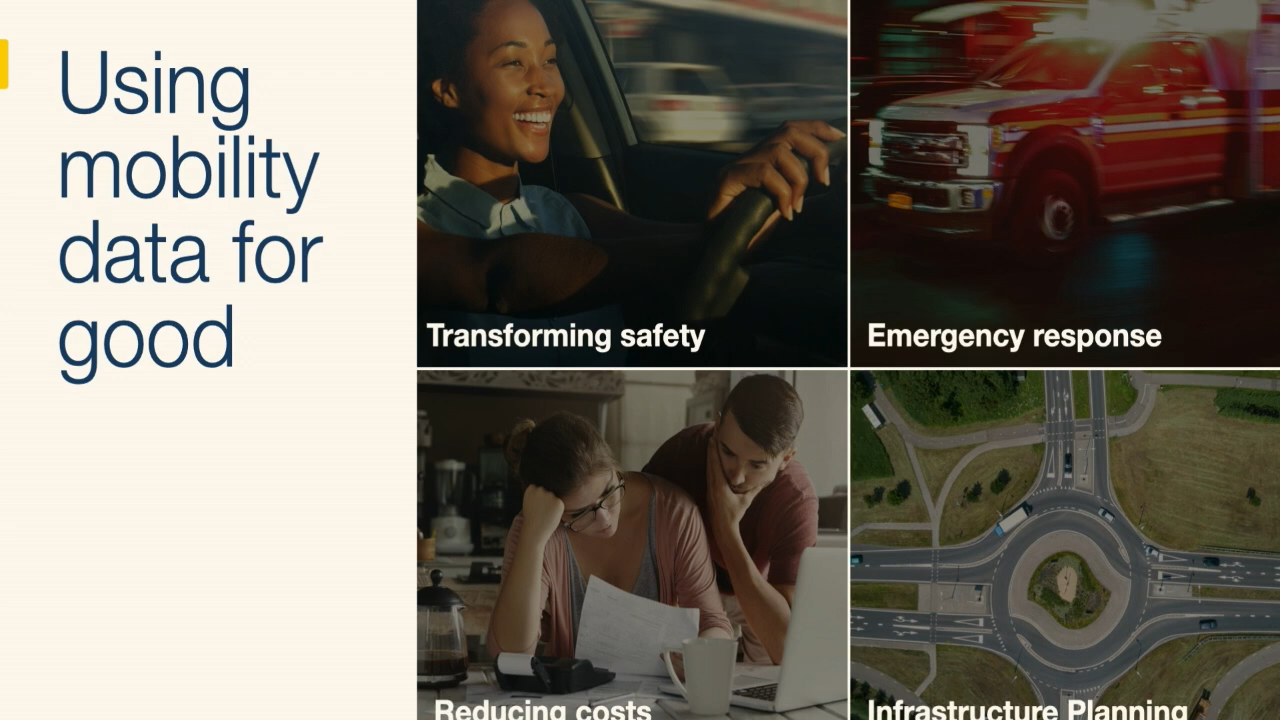 Using
mobility
data for
good
Transforming safety
Emergency response
Reducing costs
Infrastructure Planning